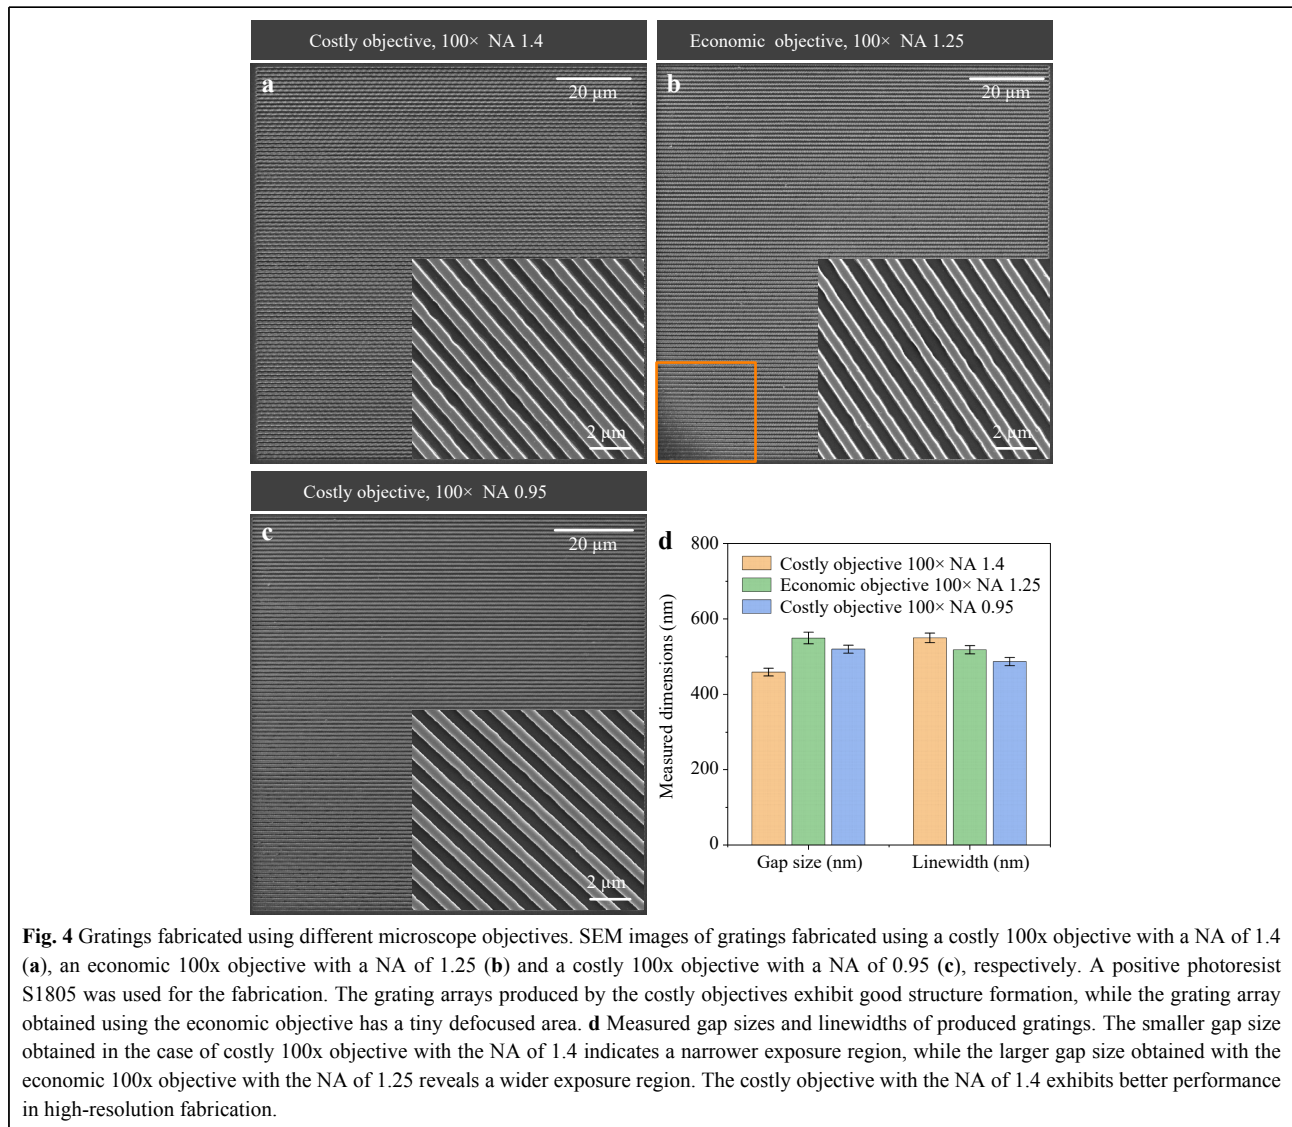 Costly objective, 100× NA 1.4
a
20 µm
2 µm
Economic objective, 100× NA 1.25
b
20 µm
2 µm
Costly objective, 100× NA 0.95
c
20 µm
2 µm
d
800
600
400
200
0
Measured dimensions (nm)
Costly objective 100× NA 1.4
Economic objective 100× NA 1.25
Costly objective 100× NA 0.95
Gap size (nm)
Linewidth (nm)
Fig. 4 Gratings fabricated using different microscope objectives. SEM images of gratings fabricated using a costly 100x objective with a NA of 1.4
(a), an economic 100x objective with a NA of 1.25 (b) and a costly 100x objective with a NA of 0.95 (c), respectively. A positive photoresist
S1805 was used for the fabrication. The grating arrays produced by the costly objectives exhibit good structure formation, while the grating array
obtained using the economic objective has a tiny defocused area. d Measured gap sizes and linewidths of produced gratings. The smaller gap size
obtained in the case of costly 100x objective with the NA of 1.4 indicates a narrower exposure region, while the larger gap size obtained with the
economic 100x objective with the NA of 1.25 reveals a wider exposure region. The costly objective with the NA of 1.4 exhibits better performance
in high-resolution fabrication.